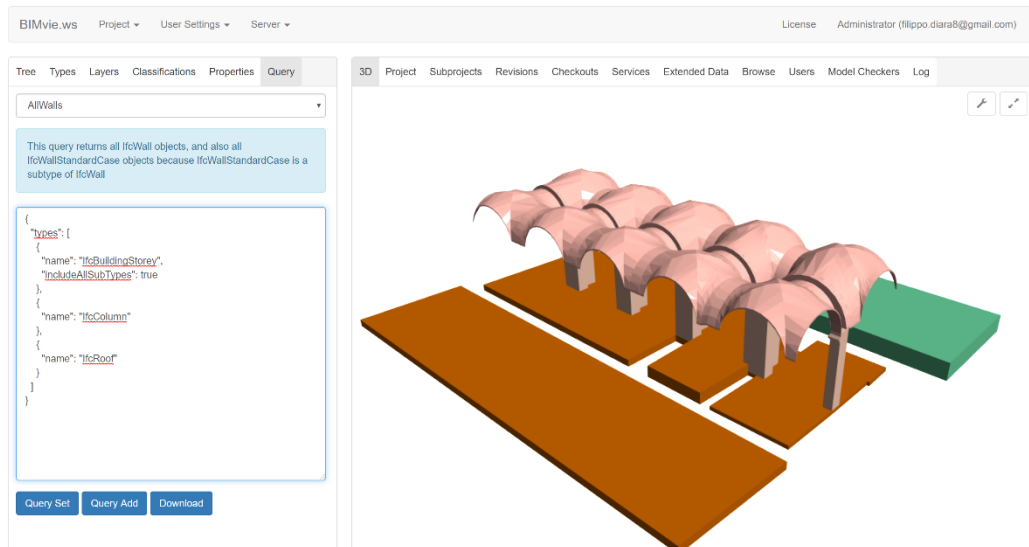 BIMvie.ws Project User Settings Server License Administrator (filippo.diara8@gmail.com)
Tree Types Layers Classifications Properties Query
3D Project Subprojects Revisions Checkouts Services Extended Data Browse Users Model Checkers Log
AllWalls
This query returns all IfcWall objects, and also all
IfcWallStandardCase objects because IfcWallStandardCase is a
subtype of IfcWall
{
"types": [
{
"name": "IfcBuildingStorey",
"includeAllSubTypes": true
},
{
"name": "IfcColumn"
},
{
"name": "IfcRoof"
}
]
}
Query Set Query Add Download